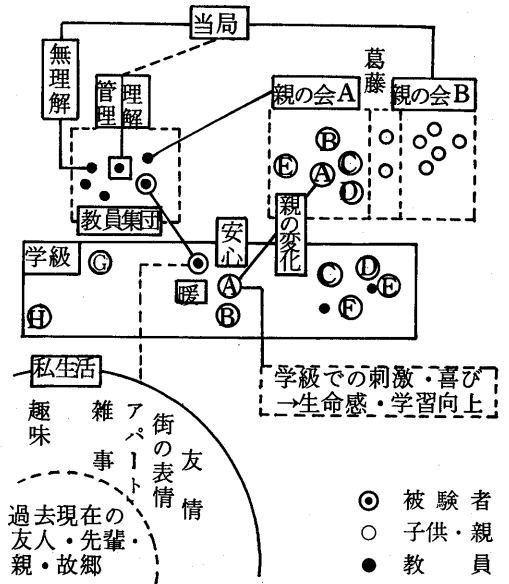 当局
無理解
管理
理解
葛藤
親の会A
親の会B
B
E
A
C
D
教員集団
安心
親の変化
学級
G
暖
A
B
C
D
E
F
H
学級での刺激・喜び
→生命感・学習向上
私生活
趣味
雑事
アパート
街の表情
友情
過去現在の
友人・先輩・
親・故郷
被験者
子供・親
教員